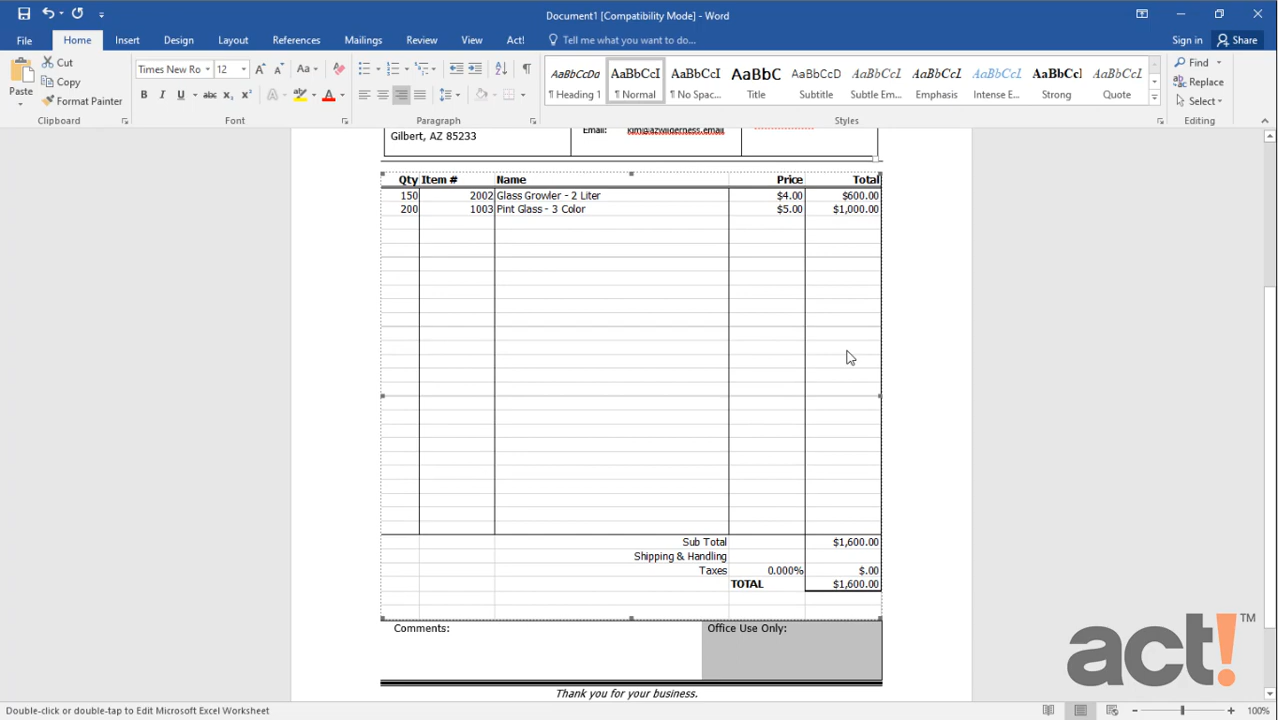 Document1 [Compatibility Mode] - Word
File Home Insert Design Layout References Mailings Review View Act! Tell me what you want to do... Sign in Share
Paste Cut Copy Format Painter
Times New Ro 12 Aa
B I U abc X2 X2 A A
AaBbCcDa AaBbCcI AaBbCcI AaBbC AaBbCcD AaBbCcI AaBbCcI AaBbCcI AaBbCcI AaBbCcI
¶ Heading 1 ¶ Normal ¶ No Spac... Title Subtitle Subtle Em... Emphasis Intense E... Strong Quote
Find Replace Select
Clipboard Font Paragraph Styles Editing
Gilbert, AZ 85233 Email: kim@azwilderness.email
Qty Item # Name Price Total
150 2002 Glass Growler - 2 Liter $4.00 $600.00
200 1003 Pint Glass - 3 Color $5.00 $1,000.00
Sub Total $1,600.00
Shipping & Handling
Taxes 0.000% $.00
TOTAL $1,600.00
Comments: Office Use Only:
Thank you for your business.
act! TM
Double-click or double-tap to Edit Microsoft Excel Worksheet 100%